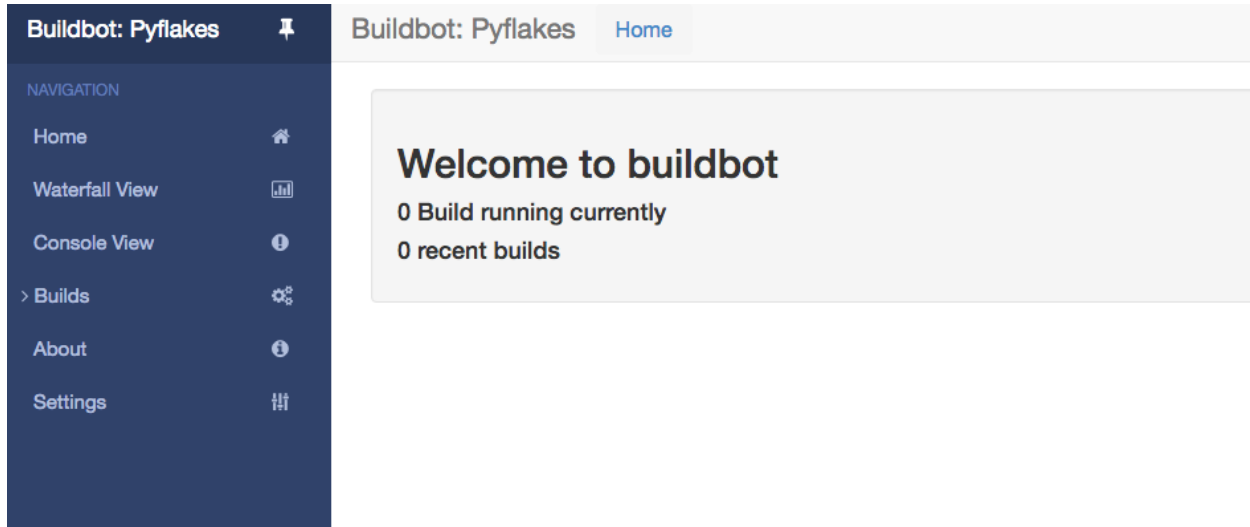 Buildbot: Pyflakes
NAVIGATION
Home
Waterfall View
Console View
> Builds
About
Settings
Buildbot: Pyflakes Home
Welcome to buildbot
0 Build running currently
0 recent builds